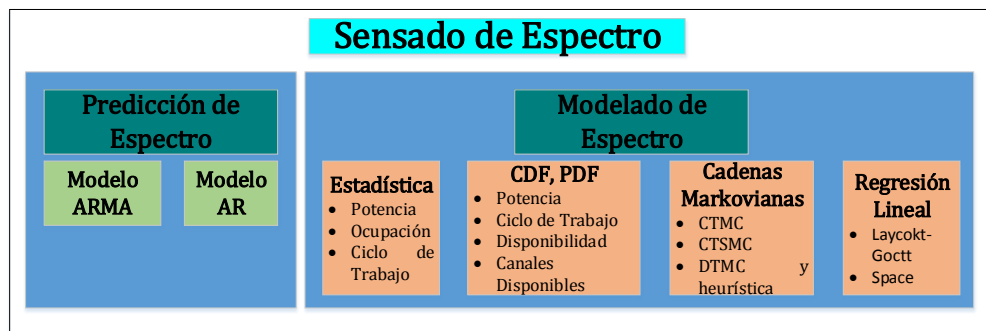 Sensado de Espectro
Predicción de
Espectro
Modelo
ARMA
Modelo
AR
Modelado de
Espectro
Estadística
• Potencia
• Ocupación
• Ciclo de
Trabajo
CDF, PDF
• Potencia
• Ciclo de Trabajo
• Disponibilidad
• Canales
Disponibles
Cadenas
Markovianas
• CTMC
• CTSMC
• DTMC y
heurística
Regresión
Lineal
• Laycokt-
Goctt
• Space